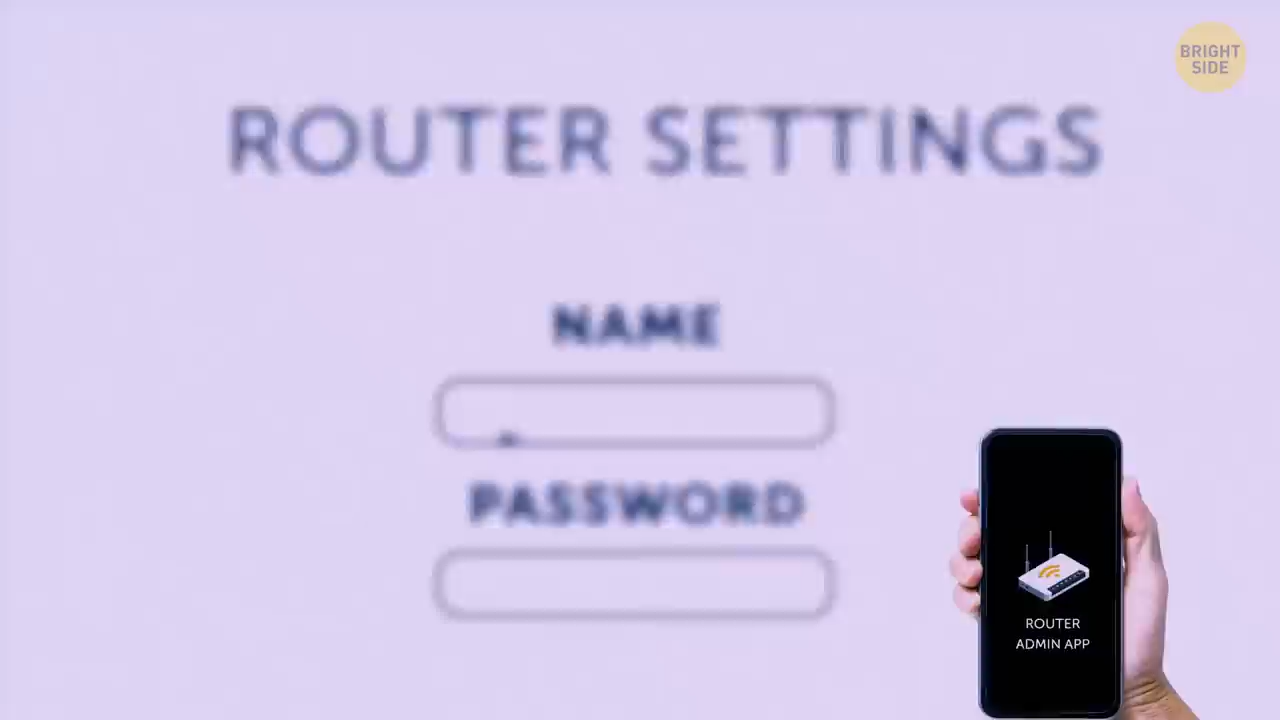 BRIGHT
SIDE
ROUTER SETTINGS
NAME
PASSWORD
ROUTER
ADMIN APP